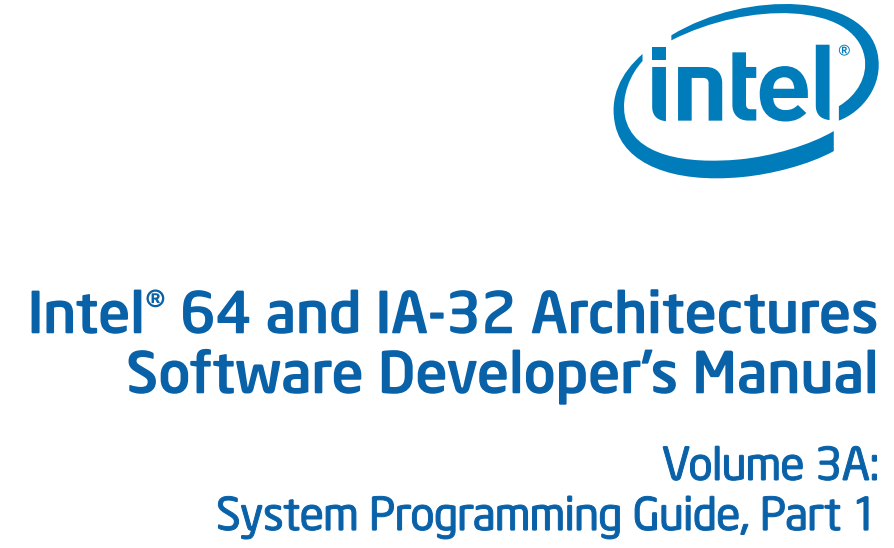 intel®
Intel® 64 and IA-32 Architectures
Software Developer’s Manual
Volume 3A:
System Programming Guide, Part 1